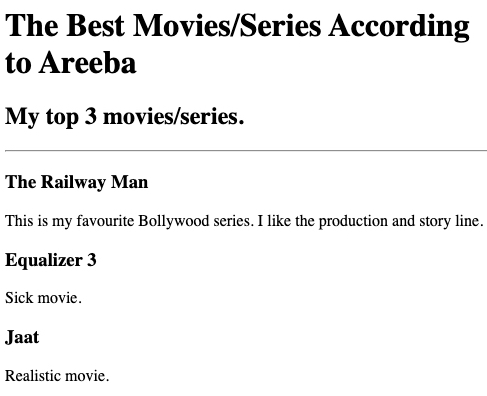 The Best Movies/Series According
to Areeba
My top 3 movies/series.
The Railway Man
This is my favourite Bollywood series. I like the production and story line.
Equalizer 3
Sick movie.
Jaat
Realistic movie.